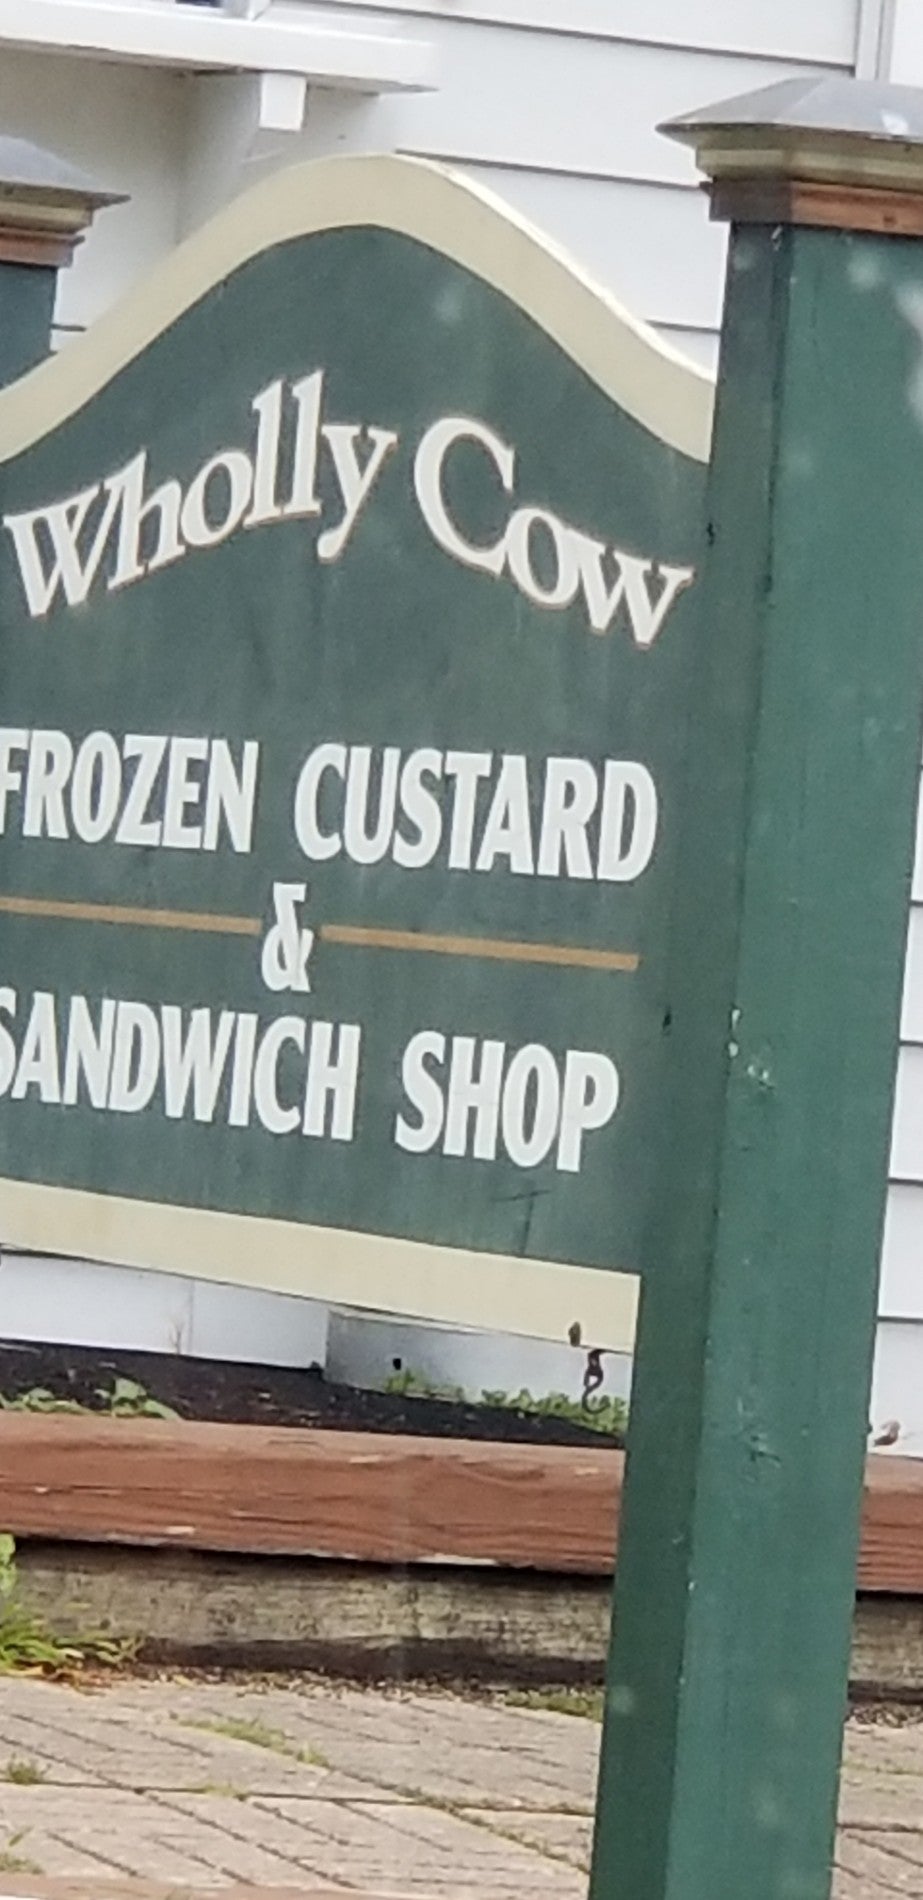 Wholly Cow
FROZEN CUSTARD
&
SANDWICH SHOP